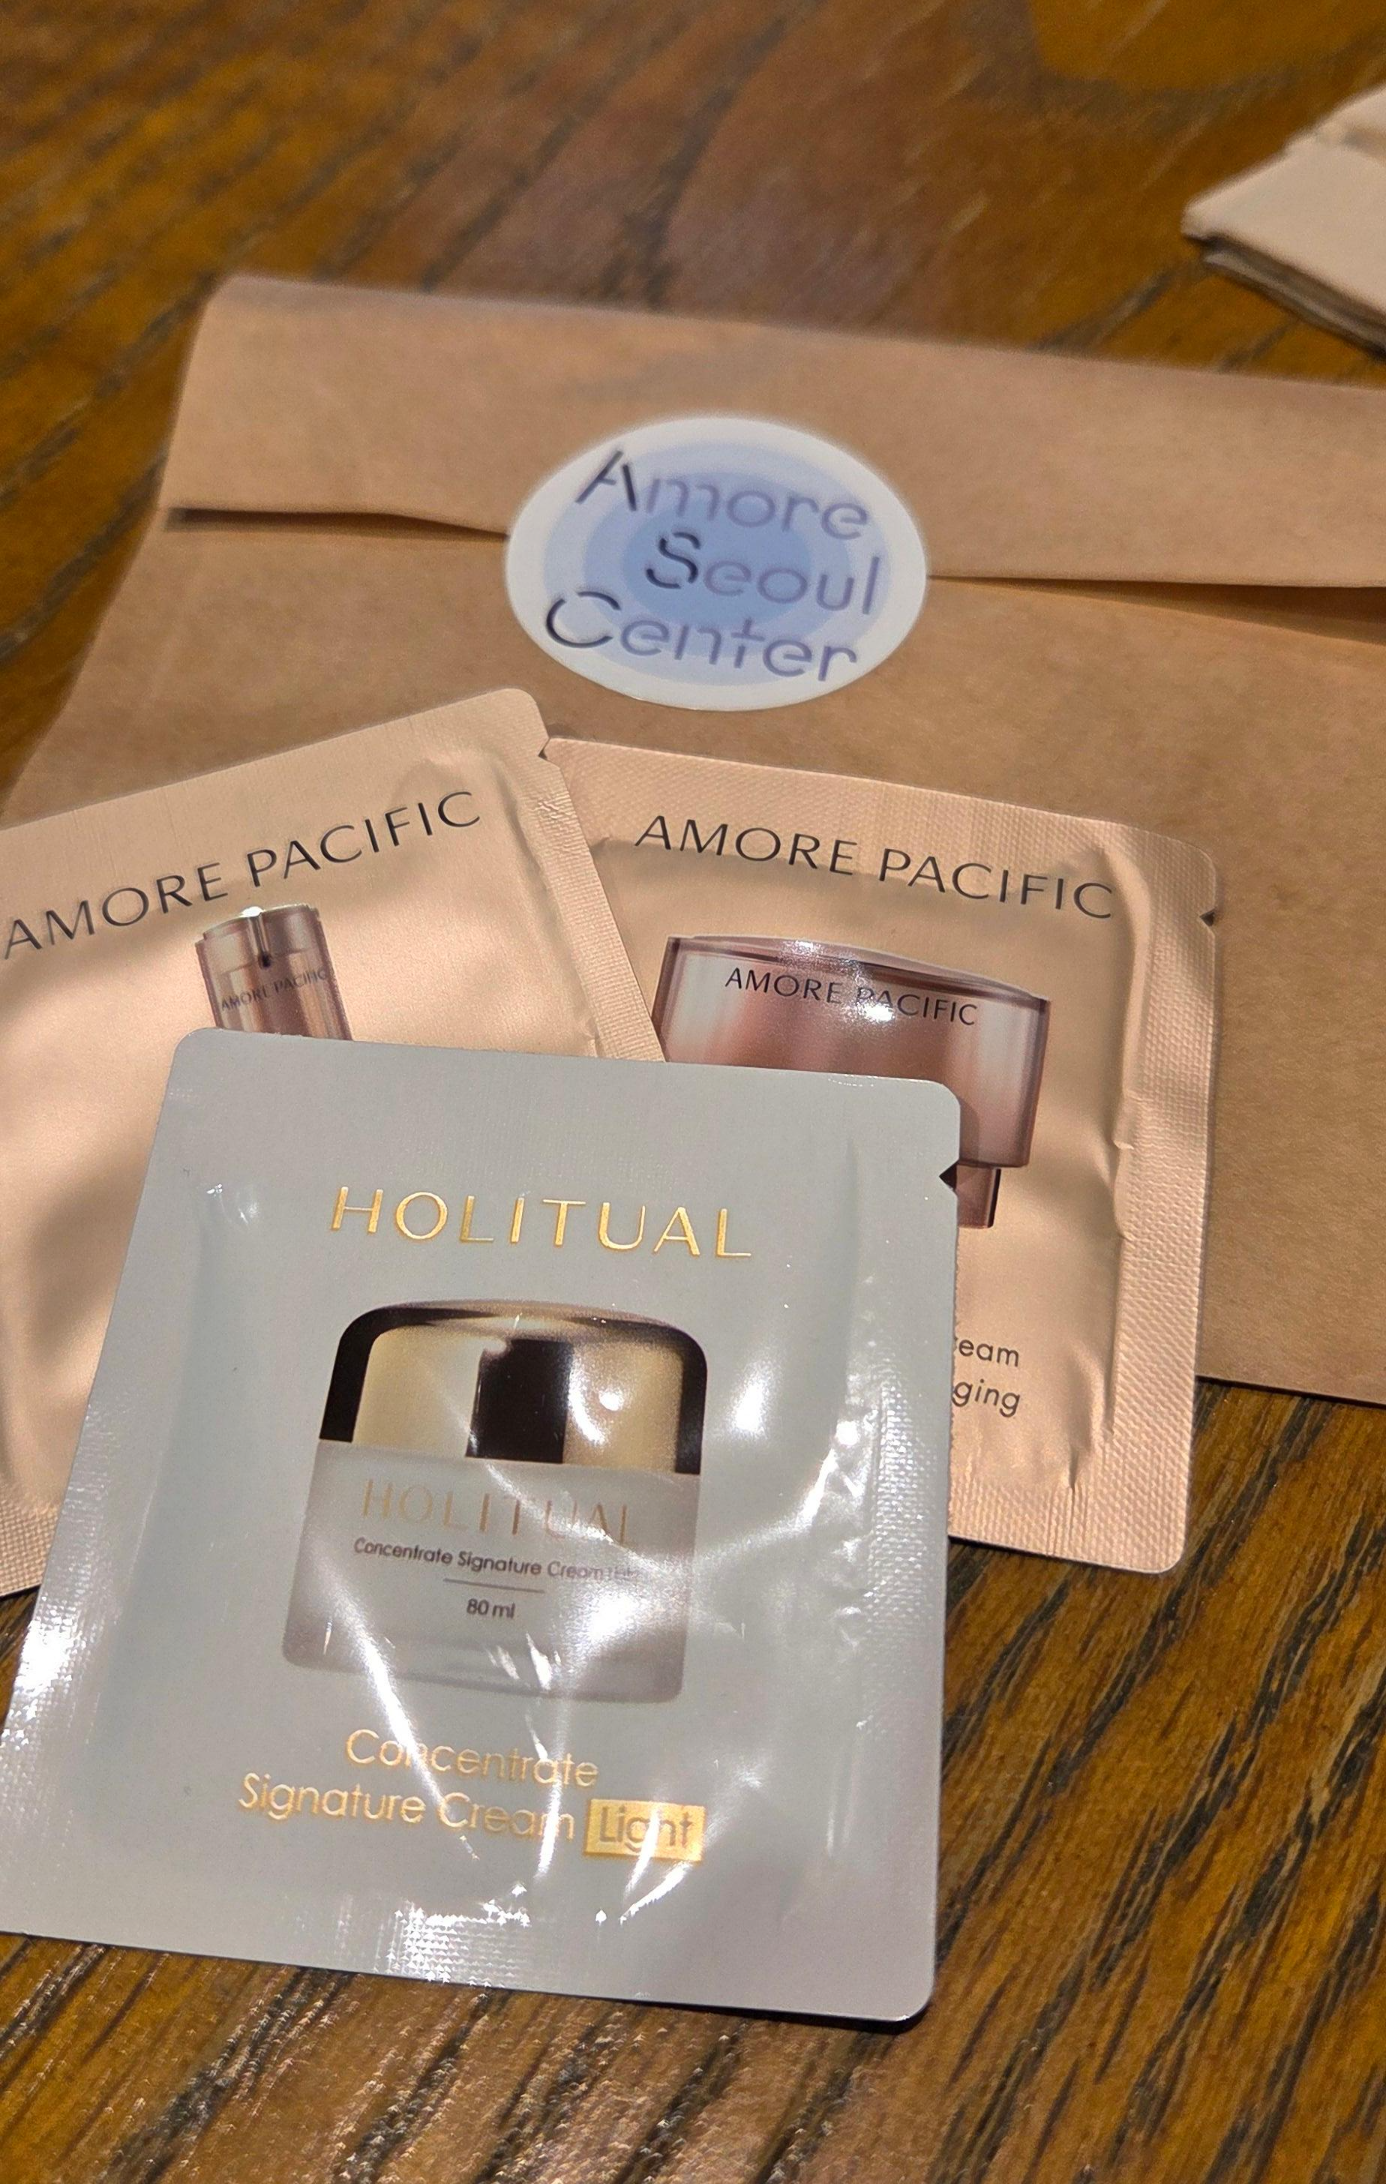 Amore
Seoul
Center
AMORE PACIFIC
AMORE PACIFIC
AMORE PACIFIC
AMORE PACIFIC
eam
ging
HOLITUAL
HOLITUAL
Concentrate Signature Cream
80 ml
Concentrate
Signature Cream Light